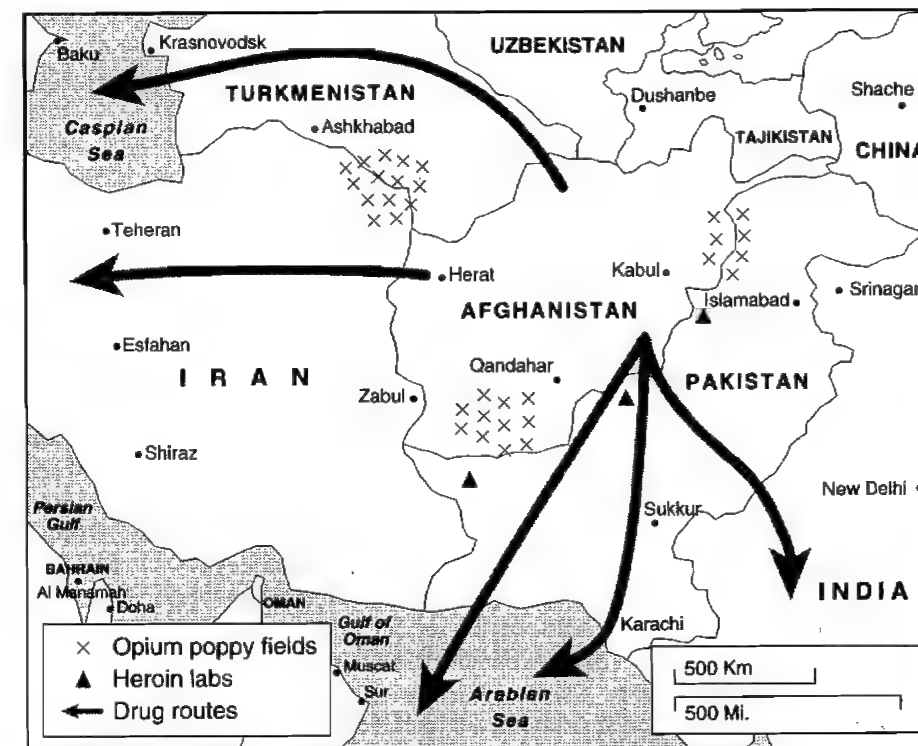 Baku
Krasnovodsk
UZBEKISTAN
TURKMENISTAN
Dushanbe
Shache
Caspian
Sea
Ashkhabad
TAJIKISTAN
CHINA
Teheran
Herat
Kabul
Islamabad
Srinagar
AFGHANISTAN
Esfahan
Qandahar
IRAN
Zabul
PAKISTAN
Shiraz
New Delhi
Persian
Gulf
Sukkur
BAHRAIN
Al Manamah
Doha
OMAN
INDIA
Gulf of
Oman
Karachi
Muscat
Sur
Arabian
Sea
Opium poppy fields
Heroin labs
Drug routes
500 Km
500 Mi.